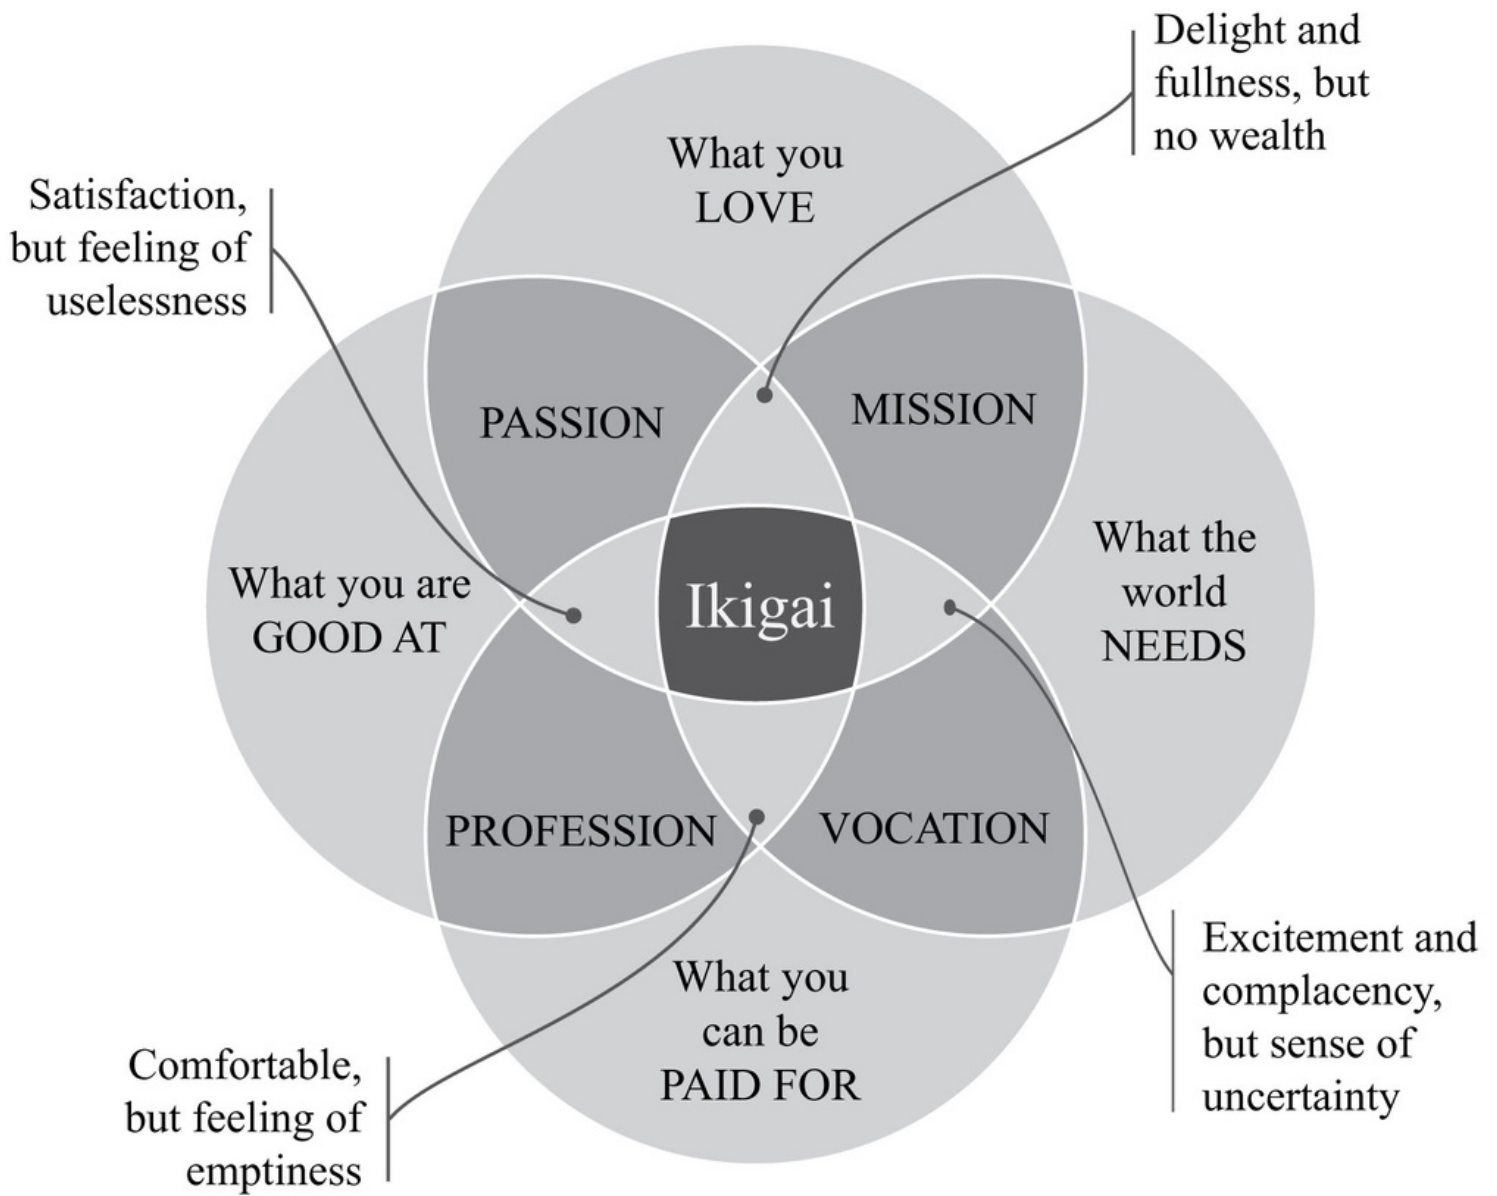 Delight and
fullness, but
no wealth
What you
LOVE
Satisfaction,
but feeling of
uselessness
PASSION
MISSION
What you are
GOOD AT
Ikigai
What the
world
NEEDS
PROFESSION
VOCATION
What you
can be
PAID FOR
Excitement and
complacency,
but sense of
uncertainty
Comfortable,
but feeling of
emptiness